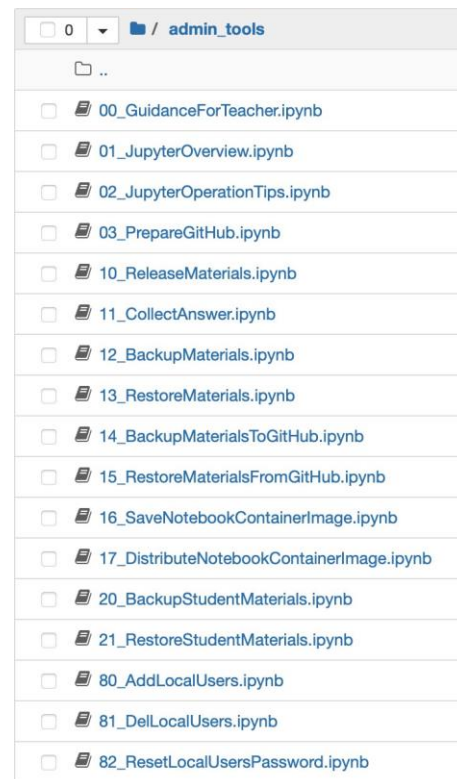 0 / admin_tools
..
00_GuidanceForTeacher.ipynb
01_JupyterOverview.ipynb
02_JupyterOperationTips.ipynb
03_PrepareGitHub.ipynb
10_ReleaseMaterials.ipynb
11_CollectAnswer.ipynb
12_BackupMaterials.ipynb
13_RestoreMaterials.ipynb
14_BackupMaterialsToGitHub.ipynb
15_RestoreMaterialsFromGitHub.ipynb
16_SaveNotebookContainerImage.ipynb
17_DistributeNotebookContainerImage.ipynb
20_BackupStudentMaterials.ipynb
21_RestoreStudentMaterials.ipynb
80_AddLocalUsers.ipynb
81_DelLocalUsers.ipynb
82_ResetLocalUsersPassword.ipynb